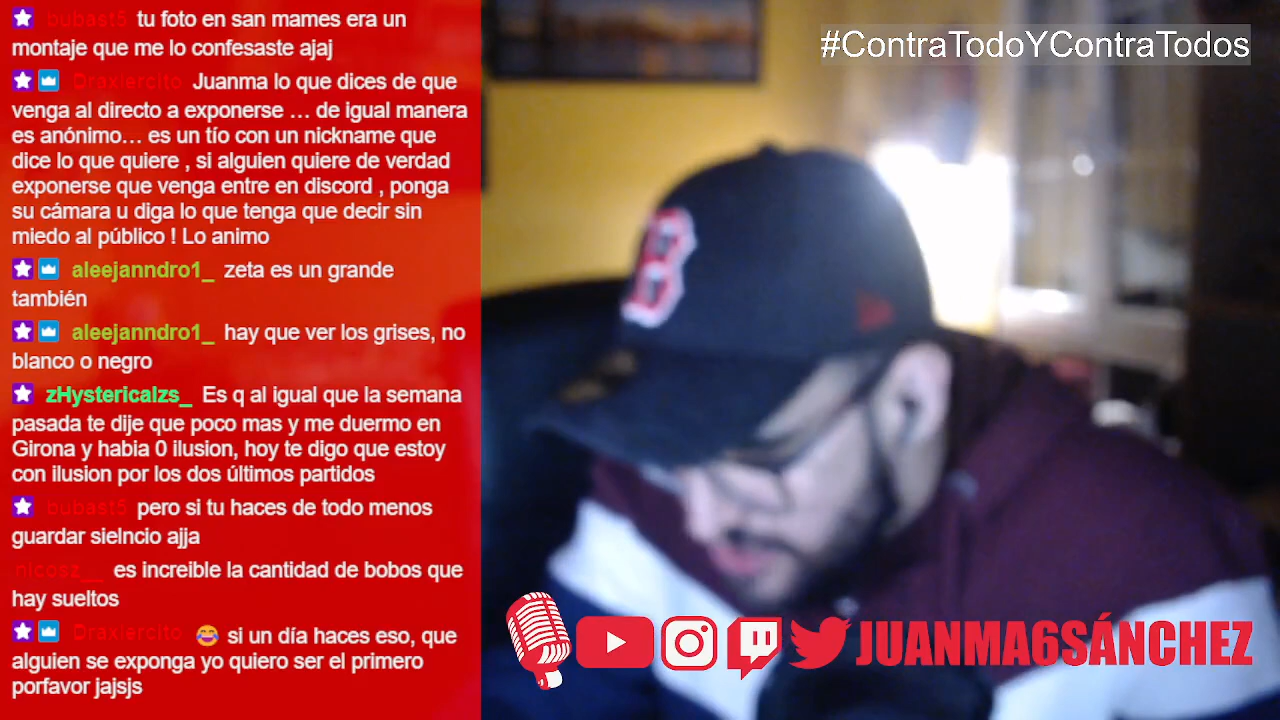 bubast5 tu foto en san mames era un
montaje que me lo confesaste ajaj
Draxlercito Juanma lo que dices de que
venga al directo a exponerse ... de igual manera
es anónimo... es un tío con un nickname que
dice lo que quiere , si alguien quiere de verdad
exponerse que venga entre en discord , ponga
su cámara u diga lo que tenga que decir sin
miedo al público ! Lo animo
aleejanndro1_ zeta es un grande
también
aleejanndro1_ hay que ver los grises, no
blanco o negro
zHystericalzs_ Es q al igual que la semana
pasada te dije que poco mas y me duermo en
Girona y habia 0 ilusion, hoy te digo que estoy
con ilusion por los dos últimos partidos
bubast5 pero si tu haces de todo menos
guardar sielncio ajja
nicosz__ es increible la cantidad de bobos que
hay sueltos
Draxlercito 😂 si un día haces eso, que
alguien se exponga yo quiero ser el primero
porfavor jajsjs
#ContraTodoYContraTodos
B
JUANMA6SÁNCHEZ